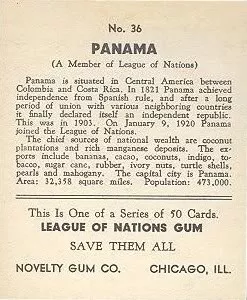 No. 36
PANAMA
(A Member of League of Nations)
Panama is situated in Central America between
Colombia and Costa Rica. In 1821 Panama achieved
independence from Spanish rule, and after a long
period of union with various neighboring countries
it finally declared itself an independent republic.
This was in 1903. On January 9, 1920 Panama
joined the League of Nations.
The chief sources of national wealth are coconut
plantations and rich manganese deposits. The ex-
ports include bananas, cacao, coconuts, indigo, to-
bacco, sugar cane, rubber, ivory nuts, turtle shells,
pearls and mahogany. The capital city is Panama.
Area: 32,358 square miles. Population: 473,000.
This Is One of a Series of 50 Cards.
LEAGUE OF NATIONS GUM
SAVE THEM ALL
NOVELTY GUM CO. CHICAGO, ILL.